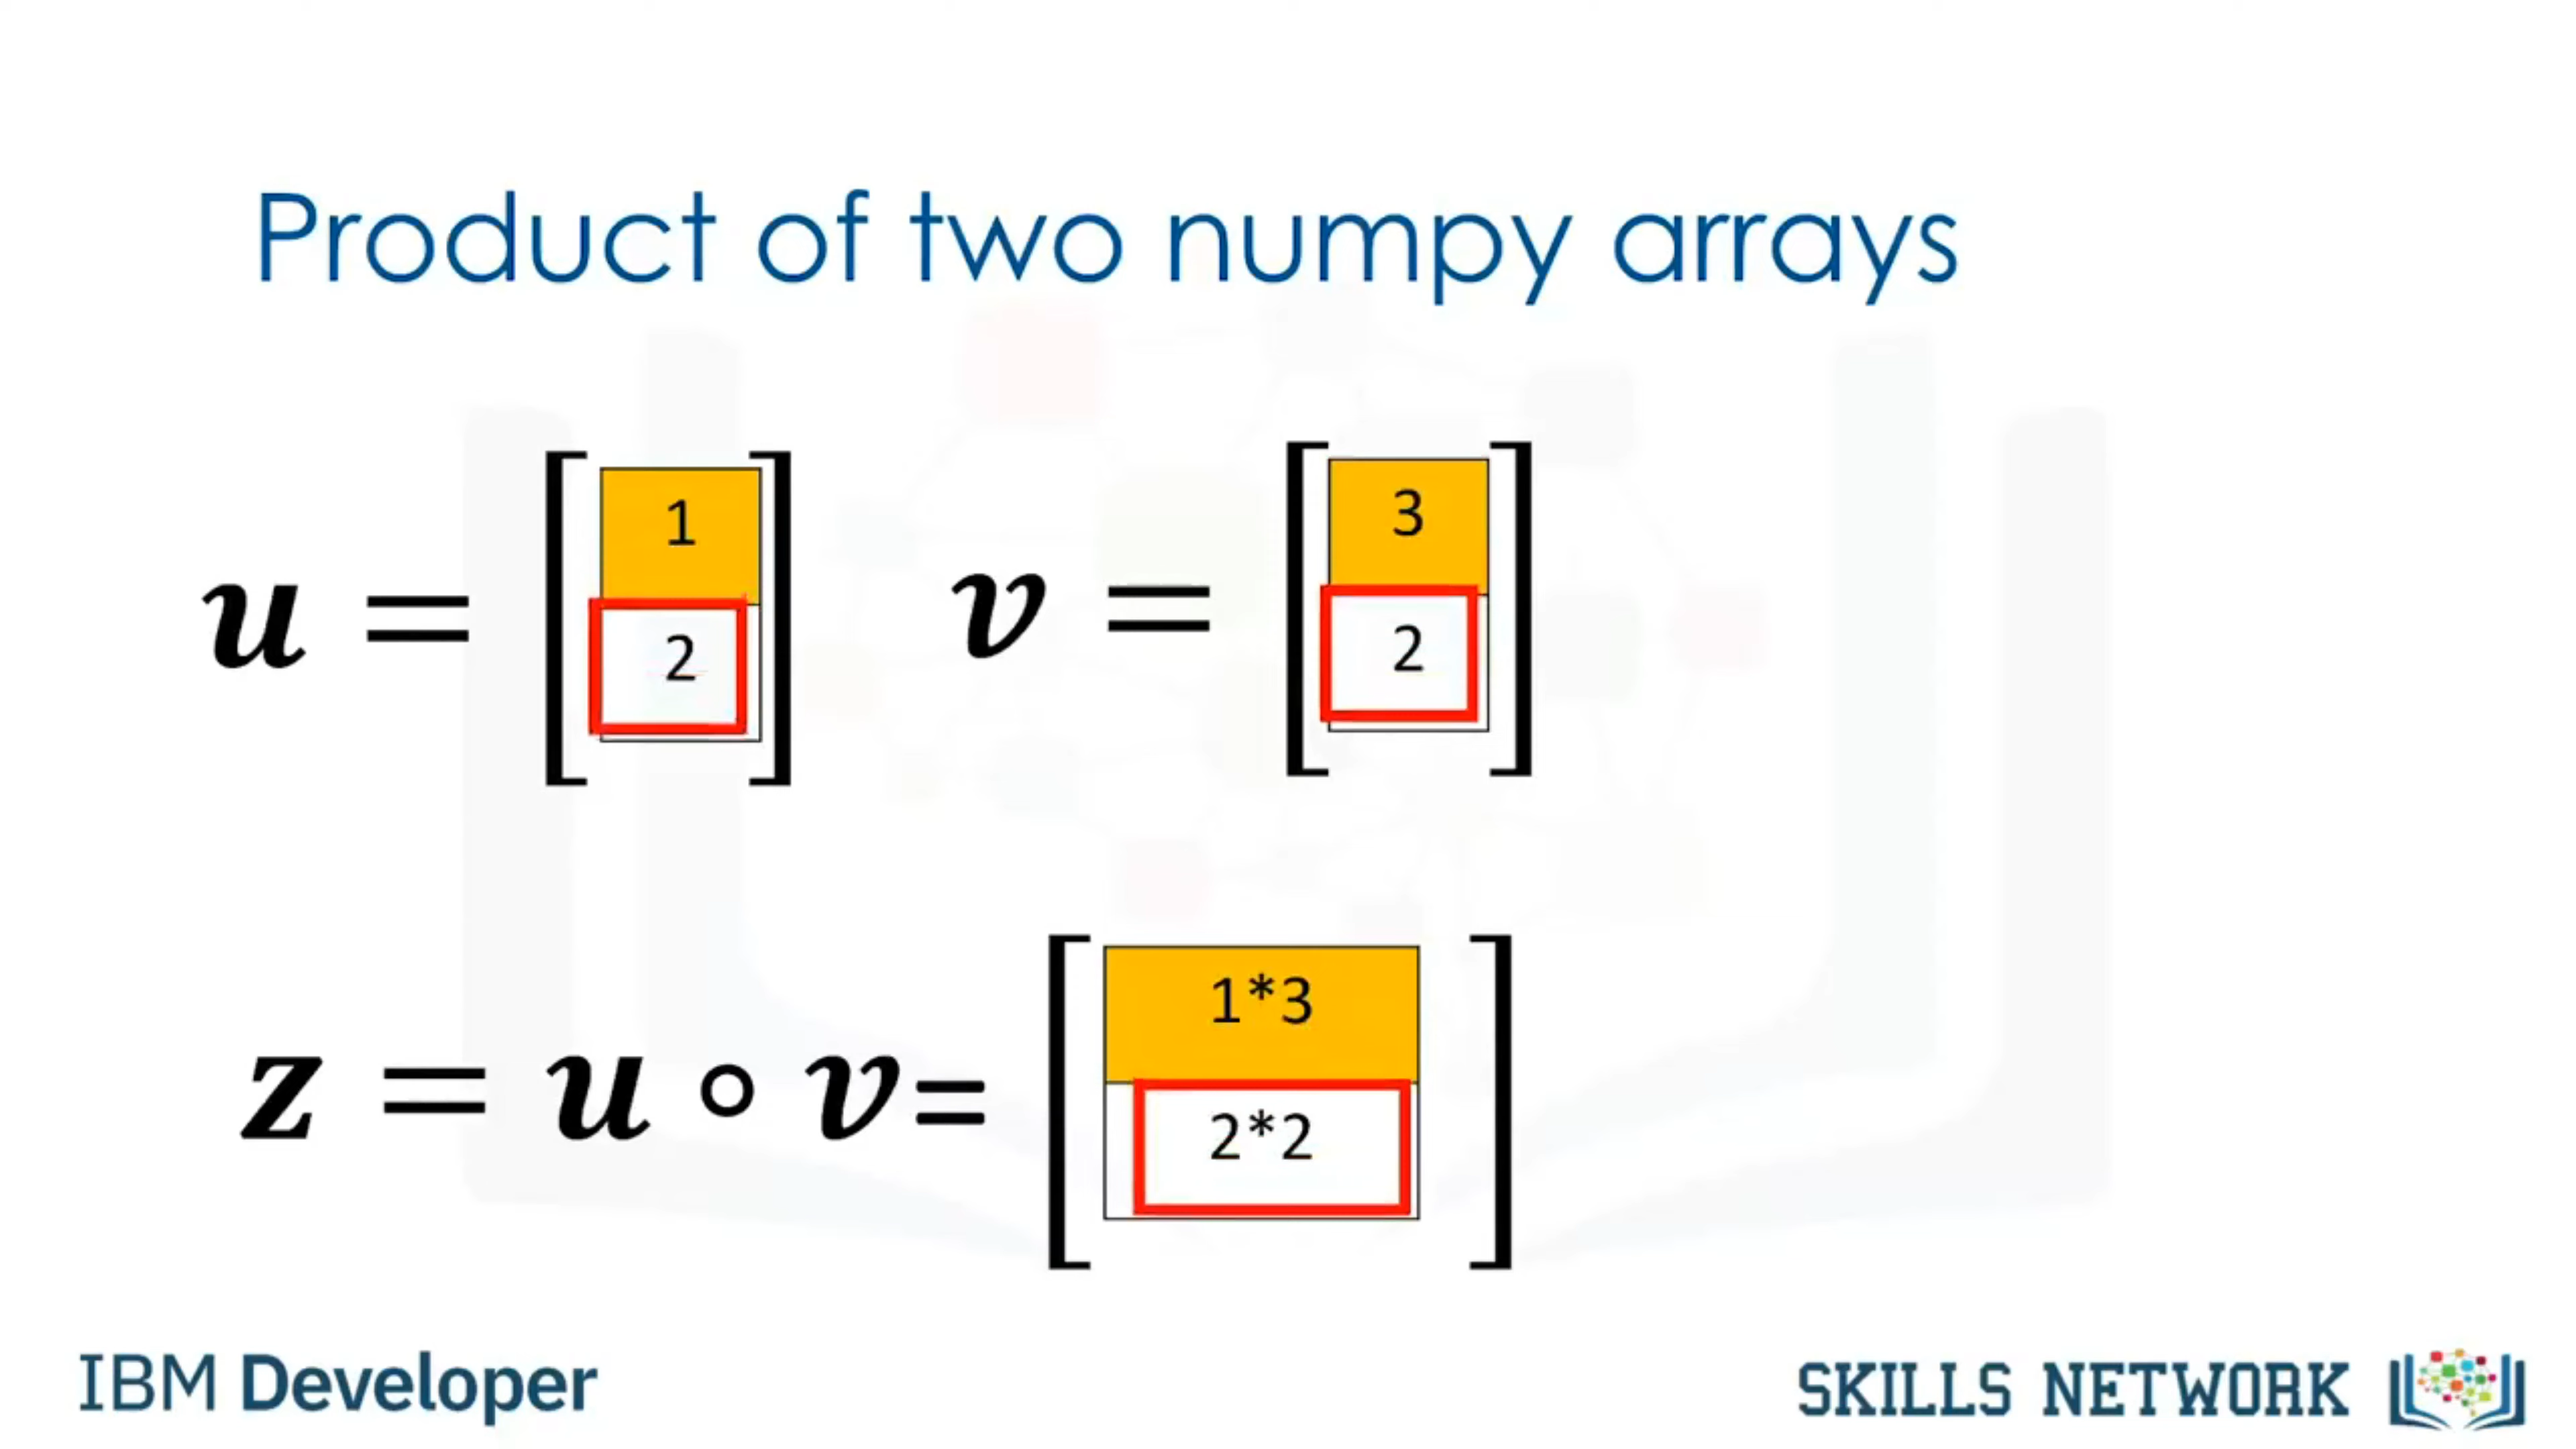 Product of two numpy arrays
u = [1
2]
v = [3
2]
z = u ∘ v = [1*3
2*2]
IBM Developer
SKILLS NETWORK